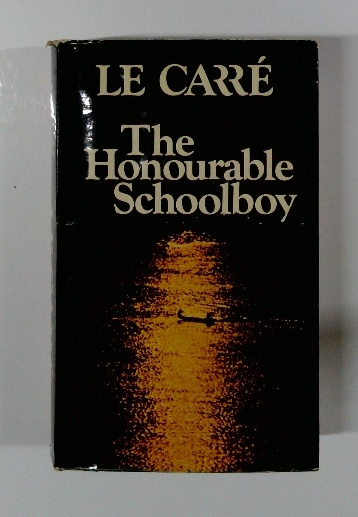 LE CARRÉ
The
Honourable
Schoolboy